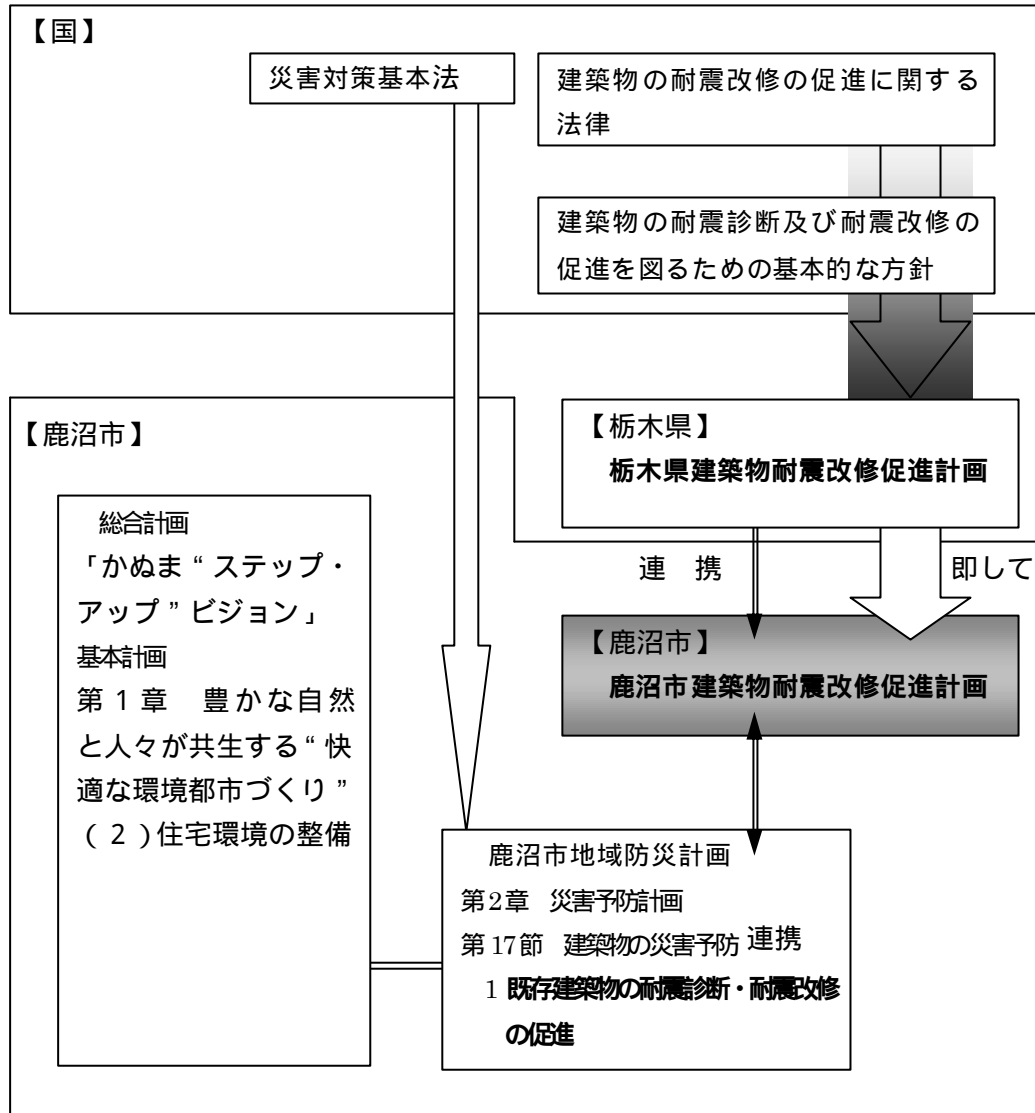 【国】
災害対策基本法
建築物の耐震改修の促進に関する
法律
建築物の耐震診断及び耐震改修の
促進を図るための基本的な方針
【栃木県】
栃木県建築物耐震改修促進計画
【鹿沼市】
総合計画
「かぬま“ステップ・
アップ”ビジョン」
基本計画
第1章 豊かな自然
と人々が共生する“快
適な環境都市づくり”
(2)住宅環境の整備
連 携
即して
【鹿沼市】
鹿沼市建築物耐震改修促進計画
鹿沼市地域防災計画
第2章 災害予防計画
第17節 建築物の災害予防
連携
1 既存建築物の耐震診断・耐震改修
の促進